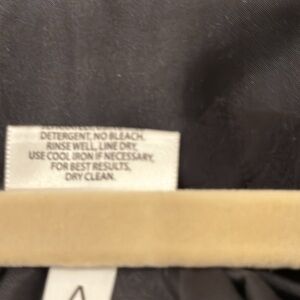 DETERGENT, NO BLEACH.
RINSE WELL, LINE DRY.
USE COOL IRON IF NECESSARY,
FOR BEST RESULTS,
DRY CLEAN.